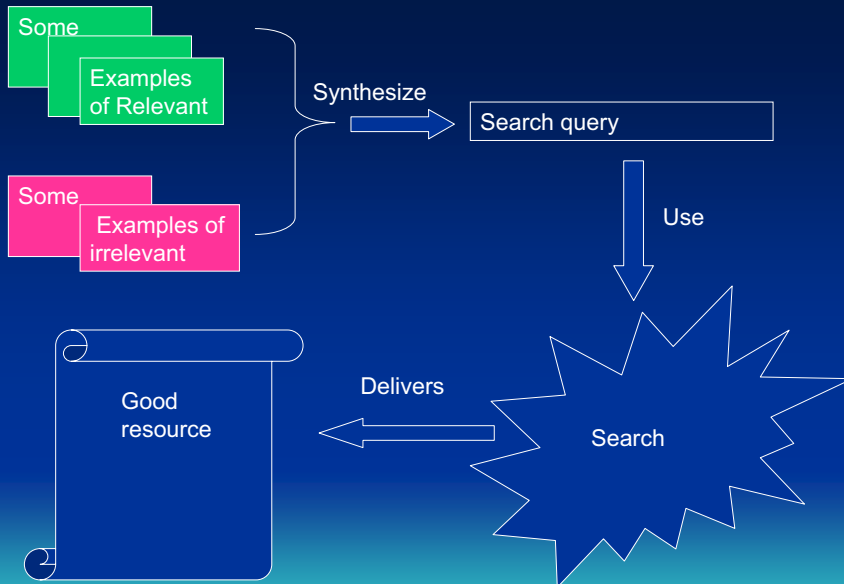 Some
Examples
of Relevant
Synthesize
Search query
Some
Examples of
irrelevant
Use
Delivers
Good
resource
Search